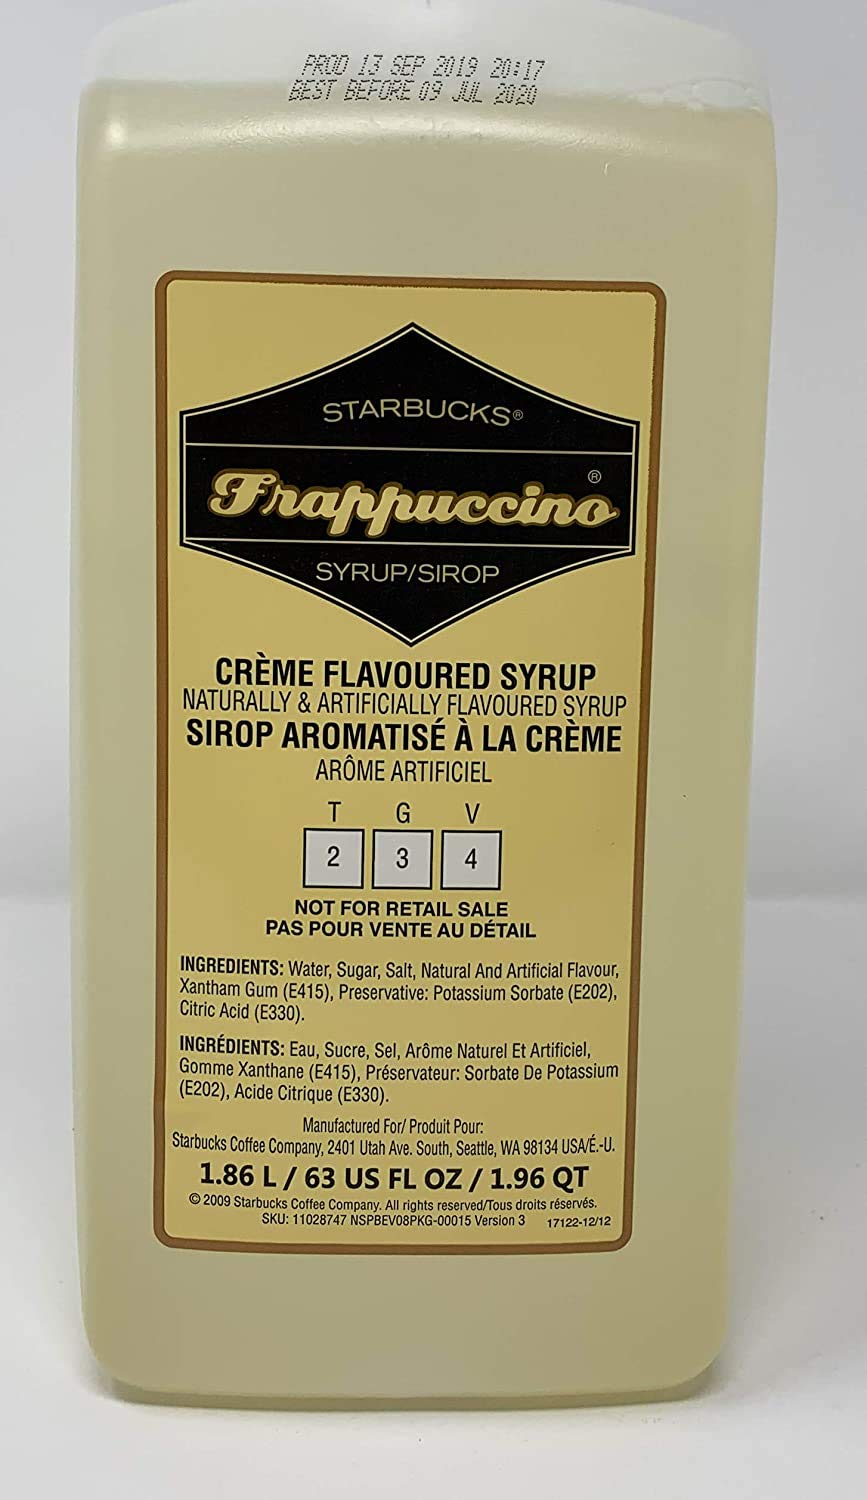 PROD 13 SEP 2019 20:17
BEST BEFORE 09 JUL 2020
STARBUCKS®
Frappuccino®
SYRUP/SIROP
CRÈME FLAVOURED SYRUP
NATURALLY & ARTIFICIALLY FLAVOURED SYRUP
SIROP AROMATISÉ À LA CRÈME
ARÔME ARTIFICIEL
T G V
2 3 4
NOT FOR RETAIL SALE
PAS POUR VENTE AU DÉTAIL
INGREDIENTS: Water, Sugar, Salt, Natural And Artificial Flavour,
Xantham Gum (E415), Preservative: Potassium Sorbate (E202),
Citric Acid (E330).
INGRÉDIENTS: Eau, Sucre, Sel, Arôme Naturel Et Artificiel,
Gomme Xanthane (E415), Préservateur: Sorbate De Potassium
(E202), Acide Citrique (E330).
Manufactured For/ Produit Pour:
Starbucks Coffee Company, 2401 Utah Ave. South, Seattle, WA 98134 USA/É.-U.
1.86 L / 63 US FL OZ / 1.96 QT
© 2009 Starbucks Coffee Company. All rights reserved/Tous droits réservés.
SKU: 11028747 NSPBEV08PKG-00015 Version 3 17122-12/12